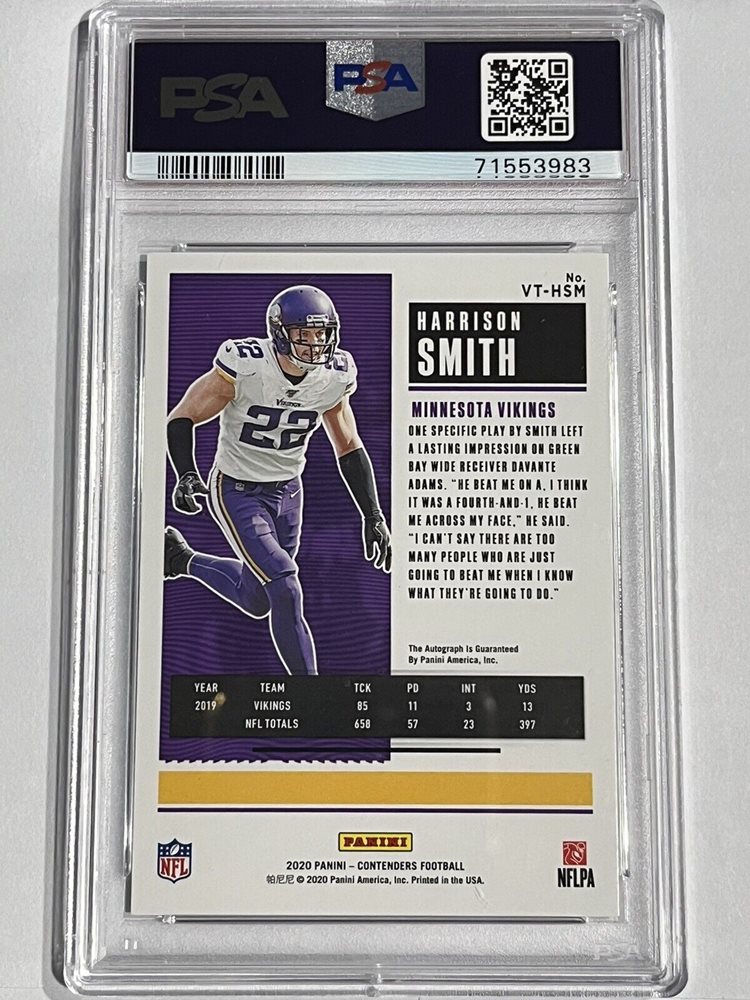 PSA
PSA
71553983
No.
VT-HSM
HARRISON
SMITH
MINNESOTA VIKINGS
ONE SPECIFIC PLAY BY SMITH LEFT
A LASTING IMPRESSION ON GREEN
BAY WIDE RECEIVER DAVANTE
ADAMS. "HE BEAT ME ON A, I THINK
IT WAS A FOURTH-AND-1, HE BEAT
ME ACROSS MY FACE," HE SAID.
"I CAN'T SAY THERE ARE TOO
MANY PEOPLE WHO ARE JUST
GOING TO BEAT ME WHEN I KNOW
WHAT THEY'RE GOING TO DO."
22
22
VIKINGS
The Autograph Is Guaranteed
By Panini America, Inc.
YEAR TEAM TCK PD INT YDS
2019 VIKINGS 85 11 3 13
NFL TOTALS 658 57 23 397
NFL
PANINI
2020 PANINI – CONTENDERS FOOTBALL
帕尼尼 © 2020 Panini America, Inc. Printed in the USA.
NFLPA
PSA